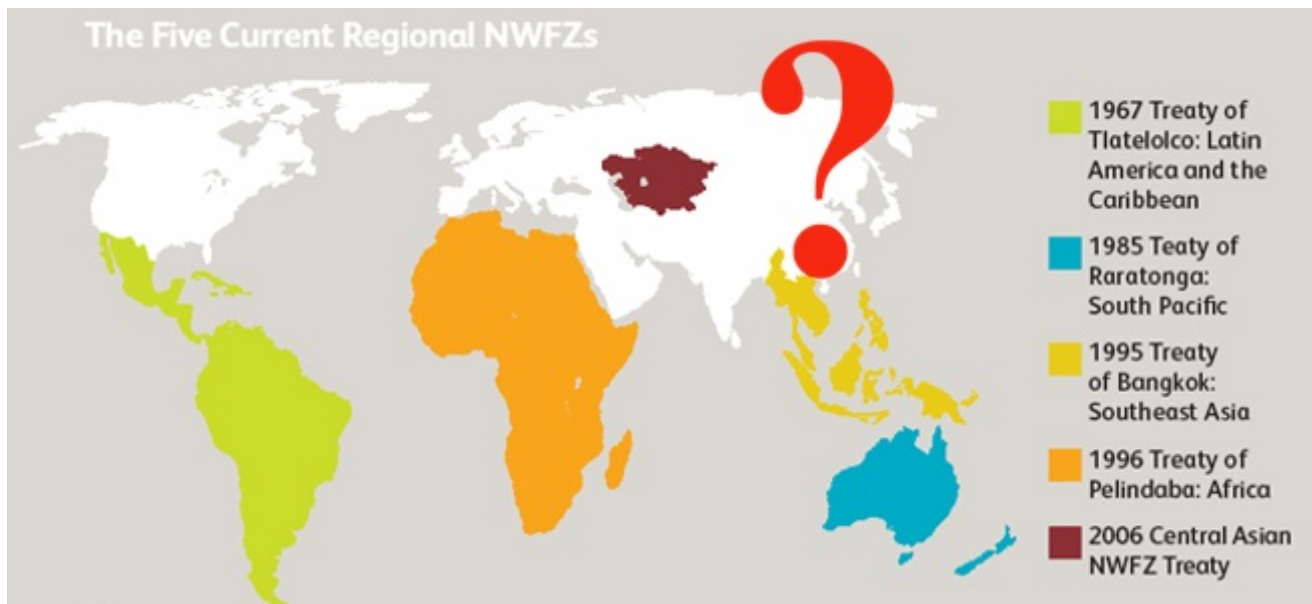 The Five Current Regional NWFZs
?
1967 Treaty of
Tlatelolco: Latin
America and the
Caribbean
1985 Teaty of
Raratonga:
South Pacific
1995 Treaty
of Bangkok:
Southeast Asia
1996 Treaty of
Pelindaba: Africa
2006 Central Asian
NWFZ Treaty